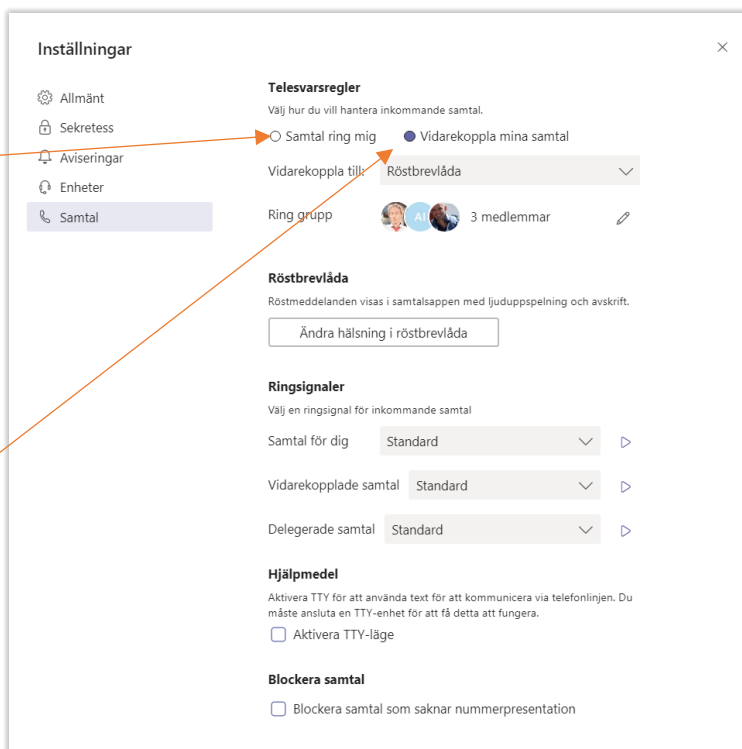 Inställningar
Allmänt
Sekretess
Aviseringar
Enheter
Samtal
Telesvarsregler
Välj hur du vill hantera inkommande samtal.
Samtal ring mig Vidarekoppla mina samtal
Vidarekoppla till: Röstbrevlåda
Ring grupp AI 3 medlemmar
Röstbrevlåda
Röstmeddelanden visas i samtalsappen med ljuduppspelning och avskrift.
Ändra hälsning i röstbrevlåda
Ringsignaler
Välj en ringsignal för inkommande samtal
Samtal för dig Standard
Vidarekopplade samtal Standard
Delegerade samtal Standard
Hjälpmedel
Aktivera TTY för att använda text för att kommunicera via telefonlinjen. Du
måste ansluta en TTY-enhet för att få detta att fungera.
Aktivera TTY-läge
Blockera samtal
Blockera samtal som saknar nummerpresentation